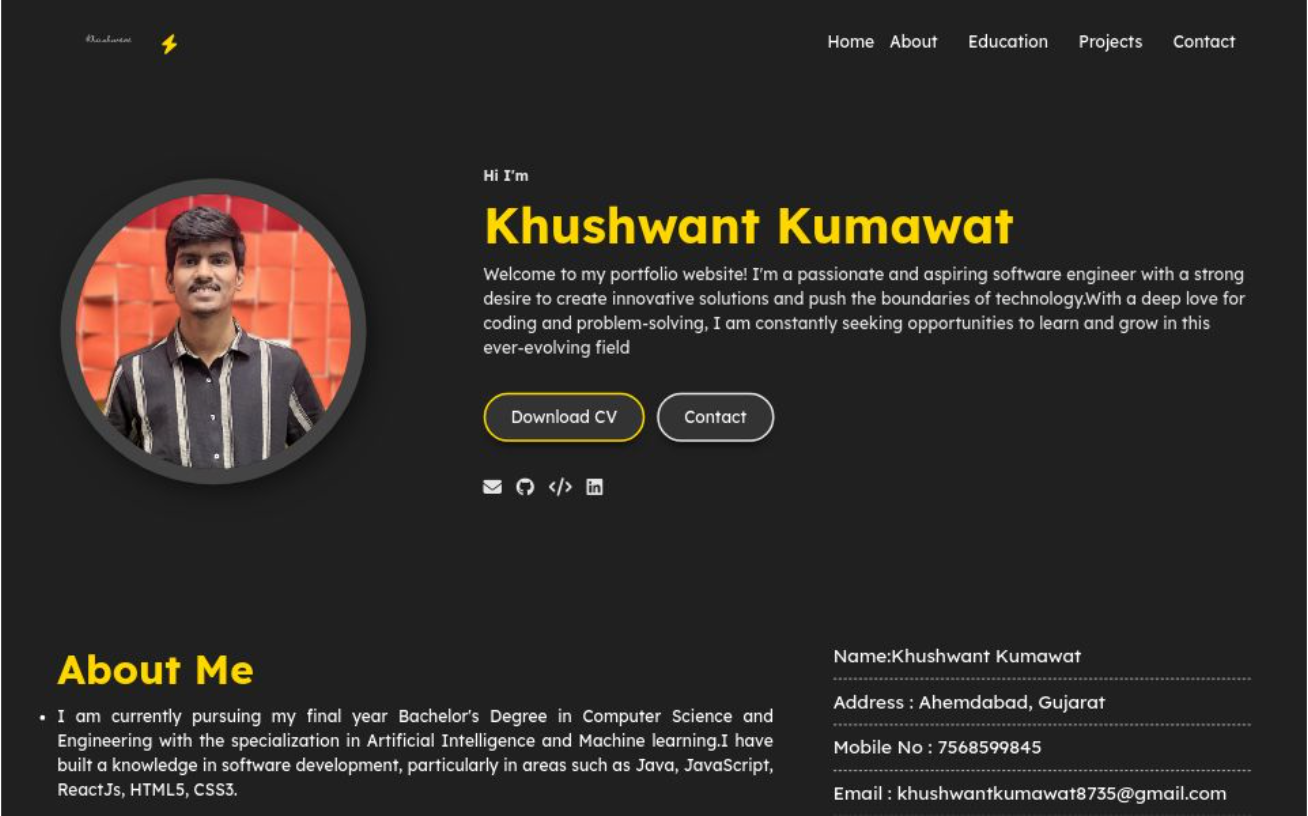 Khushwant
Home About Education Projects Contact
Hi I'm
Khushwant Kumawat
Welcome to my portfolio website! I'm a passionate and aspiring software engineer with a strong
desire to create innovative solutions and push the boundaries of technology.With a deep love for
coding and problem-solving, I am constantly seeking opportunities to learn and grow in this
ever-evolving field
Download CV Contact
About Me
• I am currently pursuing my final year Bachelor's Degree in Computer Science and
Engineering with the specialization in Artificial Intelligence and Machine learning.I have
built a knowledge in software development, particularly in areas such as Java, JavaScript,
ReactJs, HTML5, CSS3.
Name:Khushwant Kumawat
Address : Ahemdabad, Gujarat
Mobile No : 7568599845
Email : khushwantkumawat8735@gmail.com